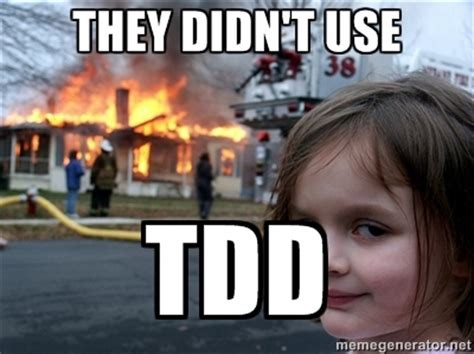 THEY DIDN'T USE
38
TDD
memegenerator.net